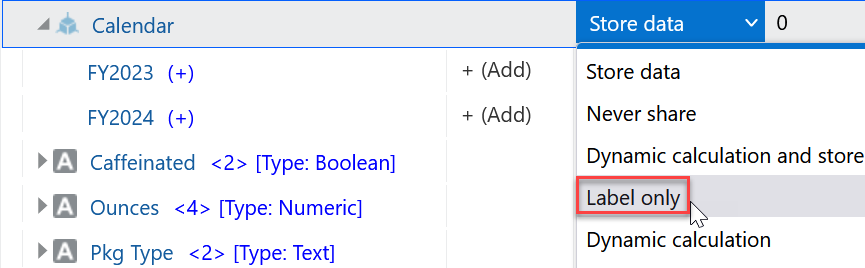 Calendar Store data 0
FY2023 (+) + (Add) Store data
FY2024 (+) + (Add) Never share
A Caffeinated <2> [Type: Boolean] Dynamic calculation and store
A Ounces <4> [Type: Numeric] Label only
A Pkg Type <2> [Type: Text] Dynamic calculation